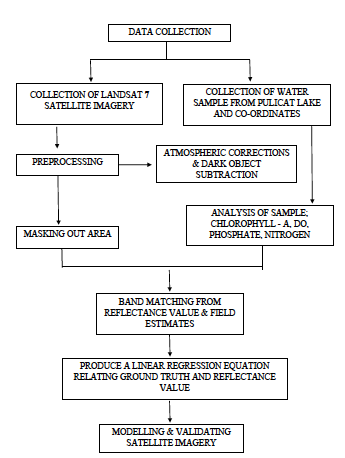 DATA COLLECTION
COLLECTION OF LANDSAT 7
SATELLITE IMAGERY
COLLECTION OF WATER
SAMPLE FROM PULICAT LAKE
AND CO-ORDINATES
PREPROCESSING
ATMOSPHERIC CORRECTIONS
& DARK OBJECT
SUBTRACTION
MASKING OUT AREA
ANALYSIS OF SAMPLE;
CHLOROPHYLL - A, DO,
PHOSPHATE, NITROGEN
BAND MATCHING FROM
REFLECTANCE VALUE & FIELD
ESTIMATES
PRODUCE A LINEAR REGRESSION EQUATION
RELATING GROUND TRUTH AND REFLECTANCE
VALUE
MODELLING & VALIDATING
SATELLITE IMAGERY